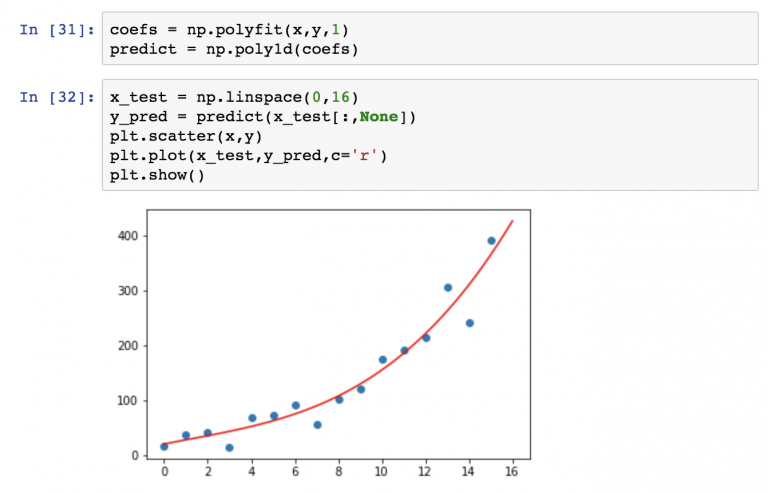 In [31]: coefs = np.polyfit(x,y,1)
predict = np.poly1d(coefs)
In [32]: x_test = np.linspace(0,16)
y_pred = predict(x_test[:,None])
plt.scatter(x,y)
plt.plot(x_test,y_pred,c='r')
plt.show()
400
300
200
100
0
0 2 4 6 8 10 12 14 16